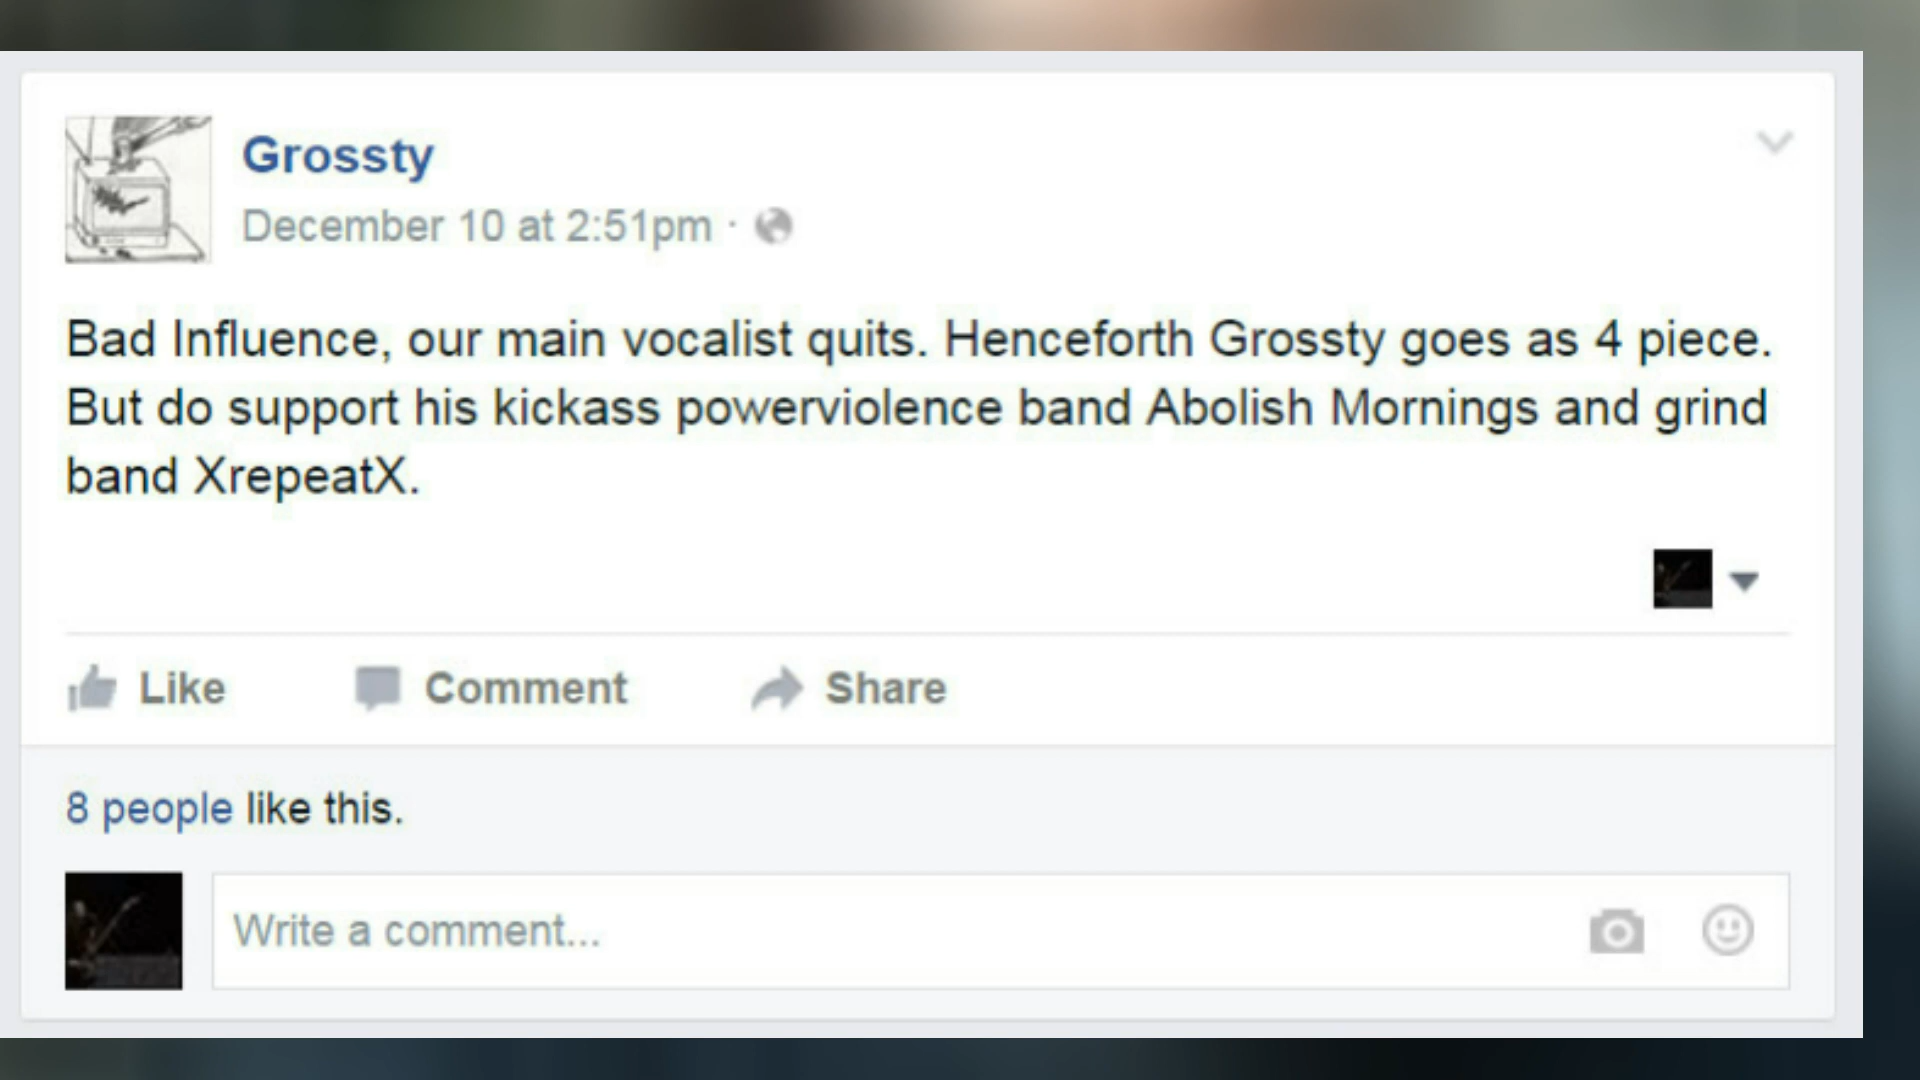 Grossty
December 10 at 2:51pm ·
Bad Influence, our main vocalist quits. Henceforth Grossty goes as 4 piece.
But do support his kickass powerviolence band Abolish Mornings and grind
band XrepeatX.
Like Comment Share
8 people like this.
Write a comment...